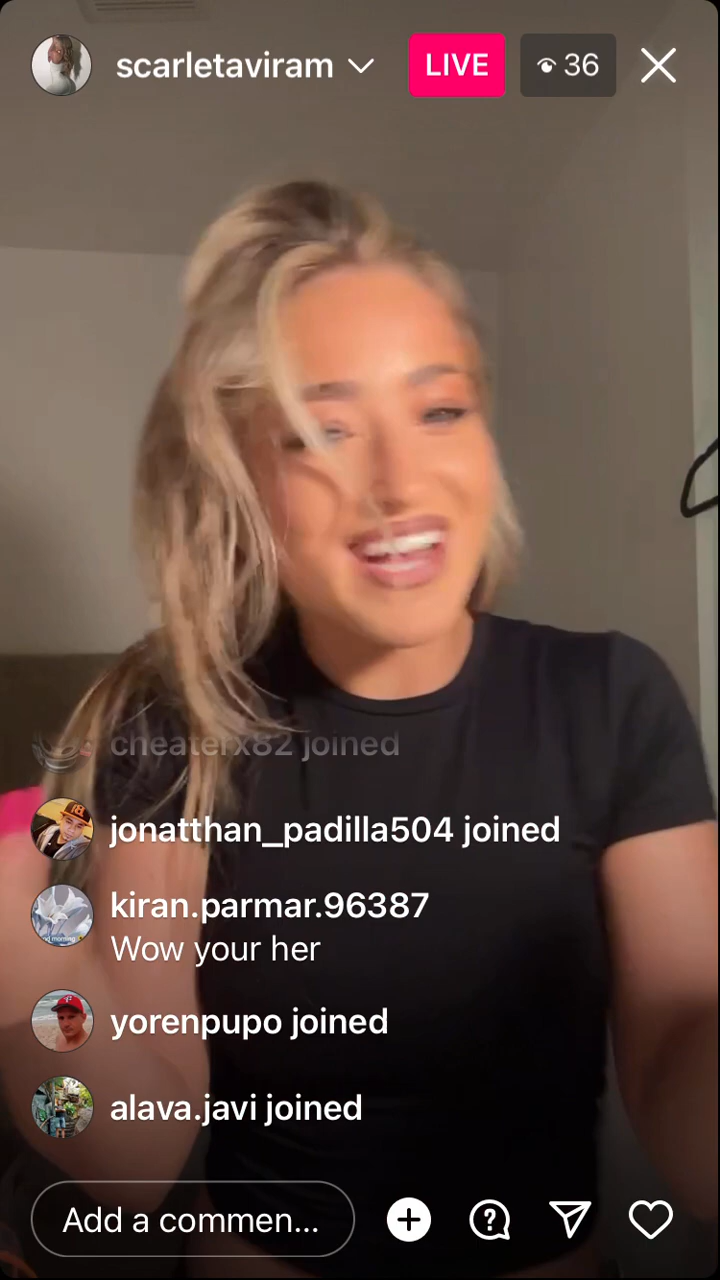 scarletaviram
LIVE
36
cheaterx82 joined
jonatthan_padilla504 joined
kiran.parmar.96387
Wow your her
yorenpupo joined
alava.javi joined
Add a commen...